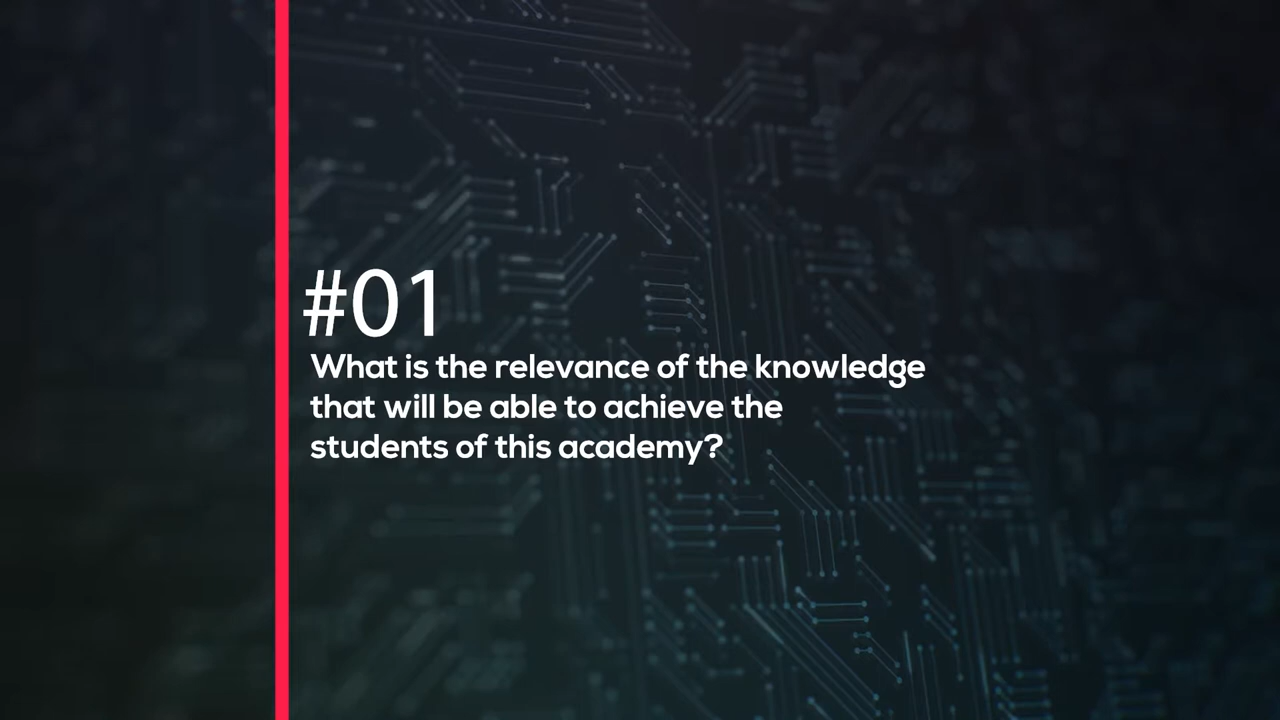 #01
What is the relevance of the knowledge
that will be able to achieve the
students of this academy?